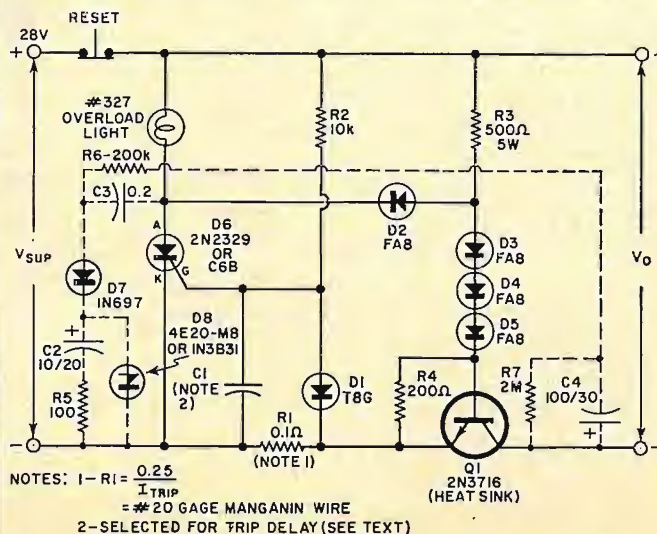 RESET
28V
+
#327
OVERLOAD
LIGHT
R2
10k
R3
500Ω
5W
R6-200k
C3
0.2
A
D6
2N2329
OR
C6B
K
G
D2
FA8
D3
FA8
D4
FA8
D5
FA8
VSUP
VO
D7
1N697
+
C2
10/20
D8
4E20-M8
OR 1N3831
C1
(NOTE
2)
D1
T8G
R5
100
R1
0.1Ω
(NOTE 1)
R4
200Ω
R7
2M
C4
100/30
+
Q1
2N3716
(HEAT SINK)
NOTES: 1-R1= 0.25
ITRIP
=#20 GAGE MANGANIN WIRE
2-SELECTED FOR TRIP DELAY (SEE TEXT)